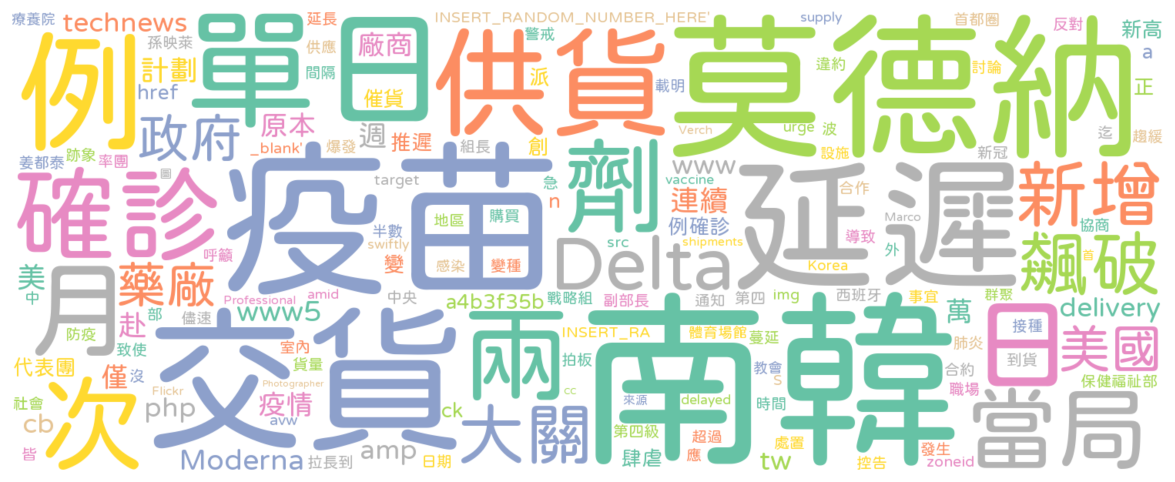 療養院
technews
延長
INSERT_RANDOM_NUMBER_HERE'
警戒
supply
首都圈
反對
新高
a
例
單
日
廠商
供貨
莫德納
孫映萊
計劃
供應
間隔
派
載明
違約
討論
正
href
催貨
政府
原本
週
推遲
組長
創
Verch
urge
波
迄
趨緩
_blank'
爆發
設施
姜都泰
跡象
率團
圖
新冠
確診
疫苗
target
急
劑
www
vaccine
n
連續
合作
延遲
新增
地區
購買
半數
例確診
Marco
協商
swiftly
src
shipments
導致
外
呼籲
感染
變種
變
Delta
Korea
飆破
首
美
中
月
藥廠
Professional
amid
中央
a4b3f35b
戰略組
副部長
通知
第四
img
西班牙
事宜
群聚
delivery
部
www5
赴
儘速
萬
日
接種
美國
防疫
致使
室內
交貨
兩
INSERT_RA
體育場館
蔓延
南韓
肺炎
到貨
代表團
僅
沒
貨量
拍板
教會
S
合約
職場
保健福祉部
次
Flickr
Photographer
cc
來源
delayed
時間
當局
社會
php
疫情
ck
大關
第四級
超過
處置
發生
cb
avw
皆
Moderna
拉長到
amp
日期
肆虐
應
tw
控告
zoneid